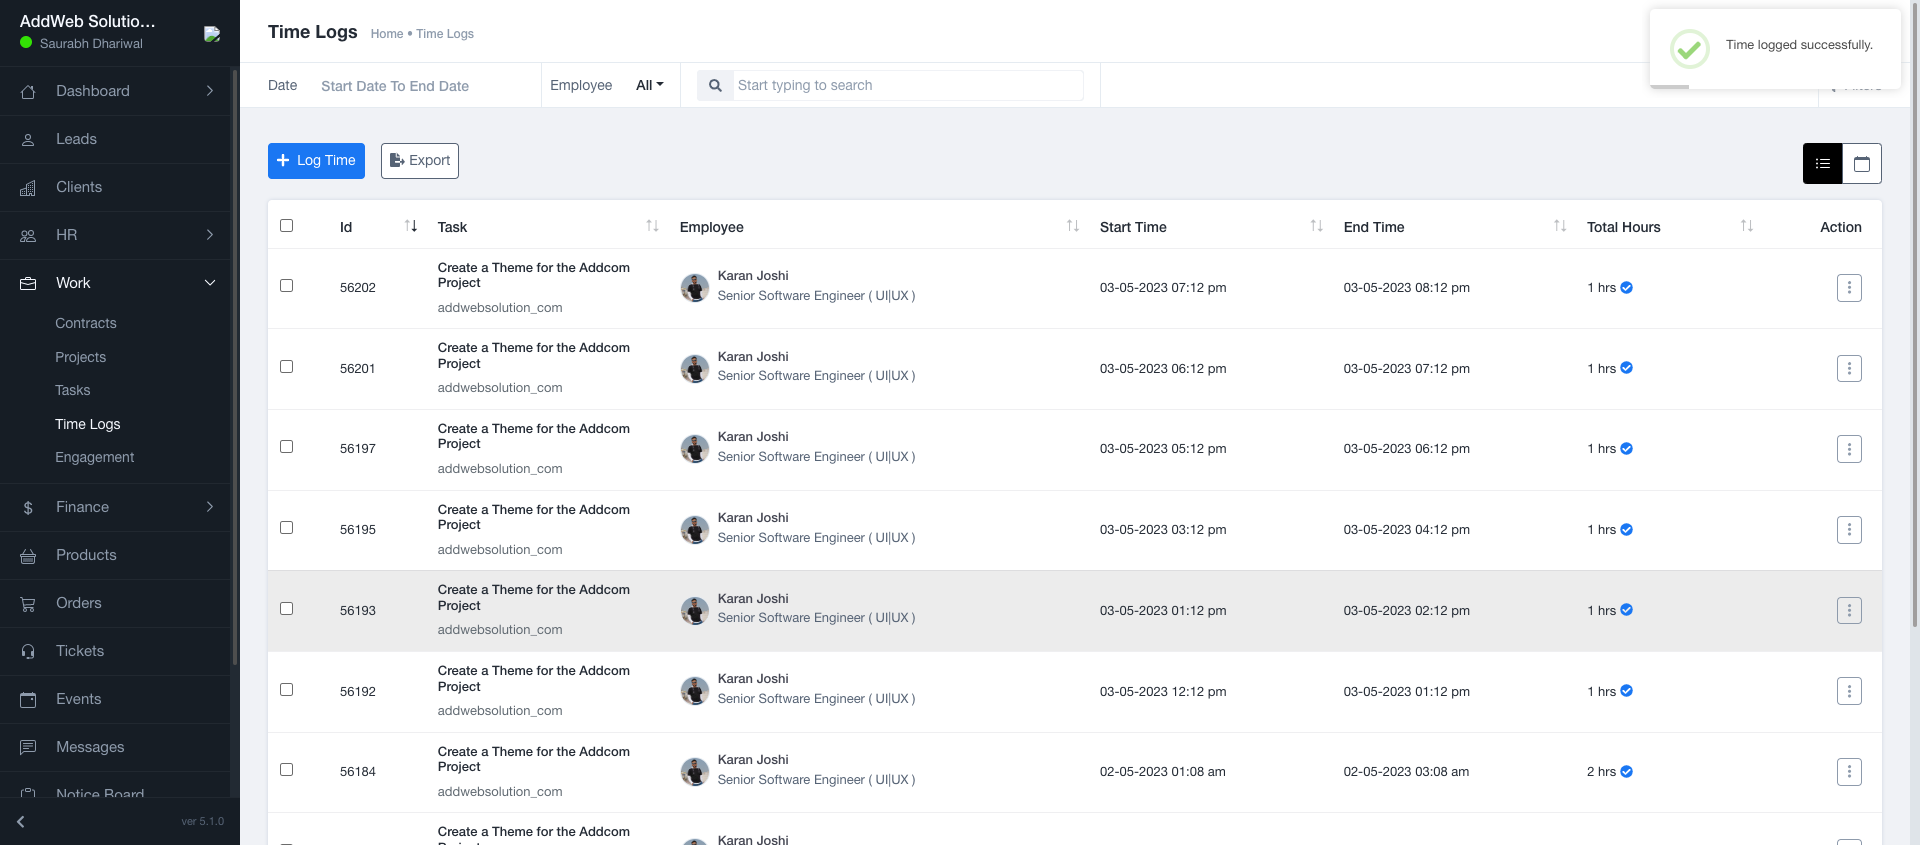 AddWeb Solutio...
Saurabh Dhariwal
Dashboard
Leads
Clients
HR
Work
Contracts
Projects
Tasks
Time Logs
Engagement
Finance
Products
Orders
Tickets
Events
Messages
Notice Board
ver 5.1.0
Time Logs Home • Time Logs
Time logged successfully.
Date Start Date To End Date Employee All Start typing to search Filters
Log Time Export
Id Task Employee Start Time End Time Total Hours Action
Create a Theme for the Addcom
Project
addwebsolution_com
56202
Karan Joshi
Senior Software Engineer ( UI|UX )
03-05-2023 07:12 pm 03-05-2023 08:12 pm 1 hrs
Create a Theme for the Addcom
Project
addwebsolution_com
56201
Karan Joshi
Senior Software Engineer ( UI|UX )
03-05-2023 06:12 pm 03-05-2023 07:12 pm 1 hrs
Create a Theme for the Addcom
Project
addwebsolution_com
56197
Karan Joshi
Senior Software Engineer ( UI|UX )
03-05-2023 05:12 pm 03-05-2023 06:12 pm 1 hrs
Create a Theme for the Addcom
Project
addwebsolution_com
56195
Karan Joshi
Senior Software Engineer ( UI|UX )
03-05-2023 03:12 pm 03-05-2023 04:12 pm 1 hrs
Create a Theme for the Addcom
Project
addwebsolution_com
56193
Karan Joshi
Senior Software Engineer ( UI|UX )
03-05-2023 01:12 pm 03-05-2023 02:12 pm 1 hrs
Create a Theme for the Addcom
Project
addwebsolution_com
56192
Karan Joshi
Senior Software Engineer ( UI|UX )
03-05-2023 12:12 pm 03-05-2023 01:12 pm 1 hrs
Create a Theme for the Addcom
Project
addwebsolution_com
56184
Karan Joshi
Senior Software Engineer ( UI|UX )
02-05-2023 01:08 am 02-05-2023 03:08 am 2 hrs
Create a Theme for the Addcom
Project
Karan Joshi